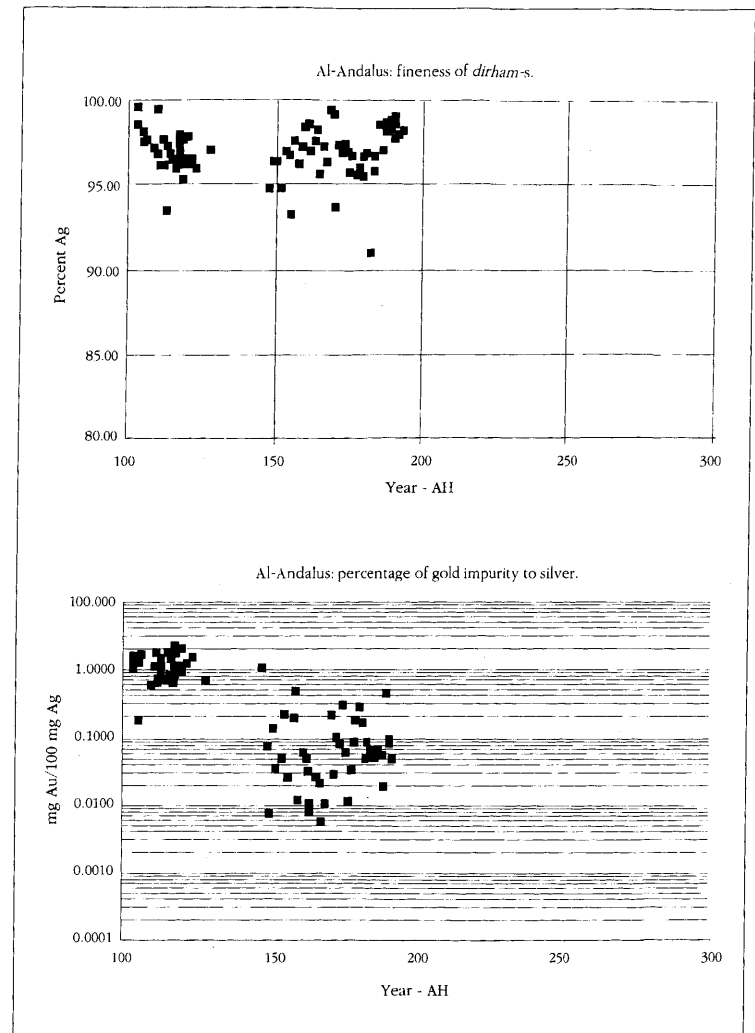 Al-Andalus: fineness of dirham-s.
100.00
95.00
90.00
85.00
80.00
Percent Ag
100 150 200 250 300
Year - AH
Al-Andalus: percentage of gold impurity to silver.
100.000
1.0000
0.1000
0.0100
0.0010
0.0001
mg Au/100 mg Ag
100 150 200 250 300
Year - AH